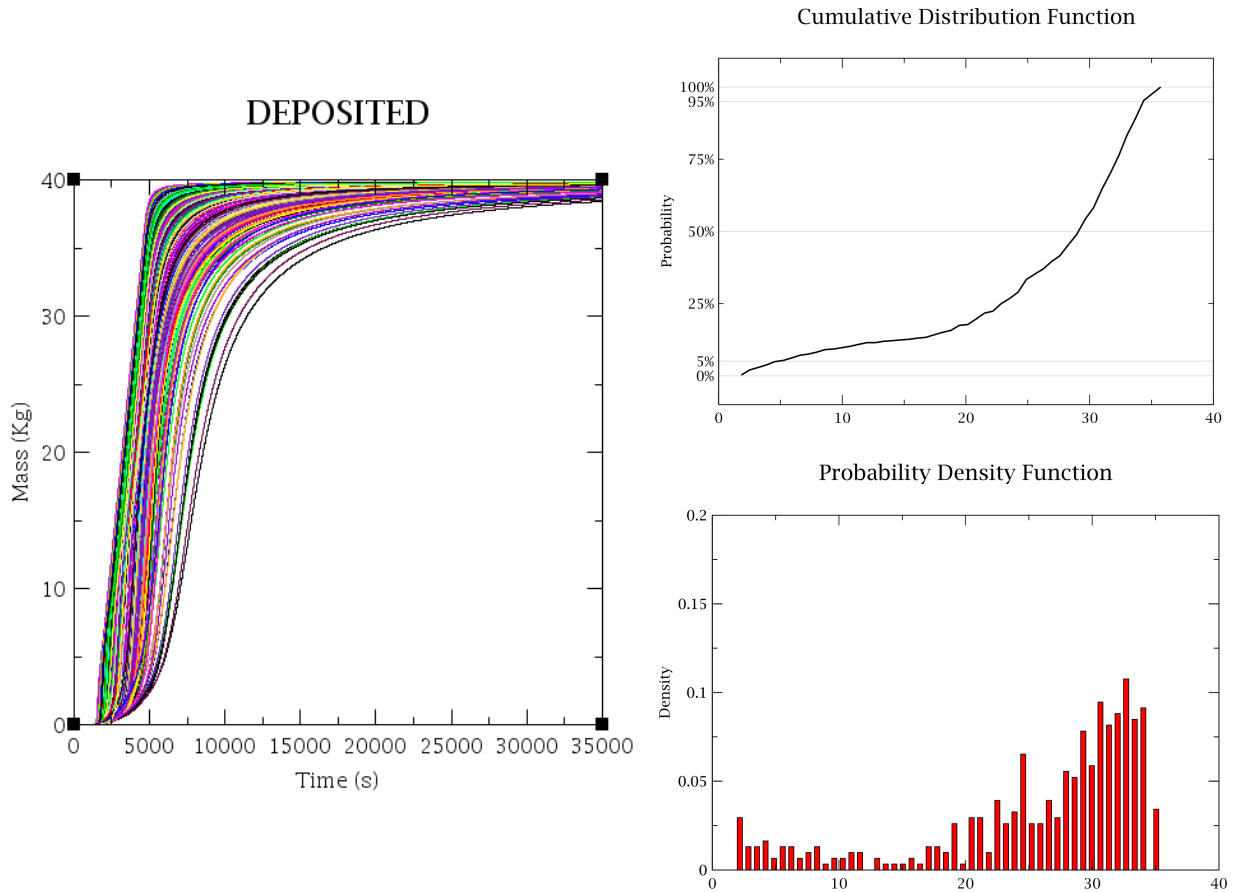 DEPOSITED
40
30
20
10
0
Mass (Kg)
0 5000 10000 15000 20000 25000 30000 35000
Time (s)
Cumulative Distribution Function
100%
95%
75%
50%
25%
5%
0%
Probability
0 10 20 30 40
Probability Density Function
0.2
0.15
0.1
0.05
0
Density
0 10 20 30 40